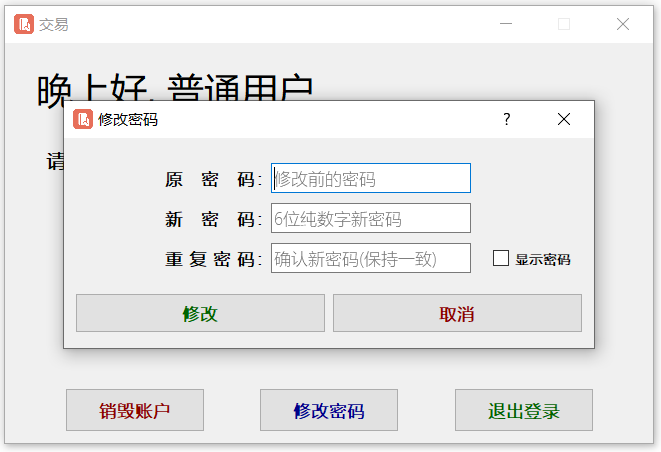 交易
晚上好，普通用户
请
修改密码
?
原 密 码：
修改前的密码
新 密 码：
6位纯数字新密码
重复密码：
确认新密码(保持一致)
显示密码
修改
取消
销毁账户
修改密码
退出登录